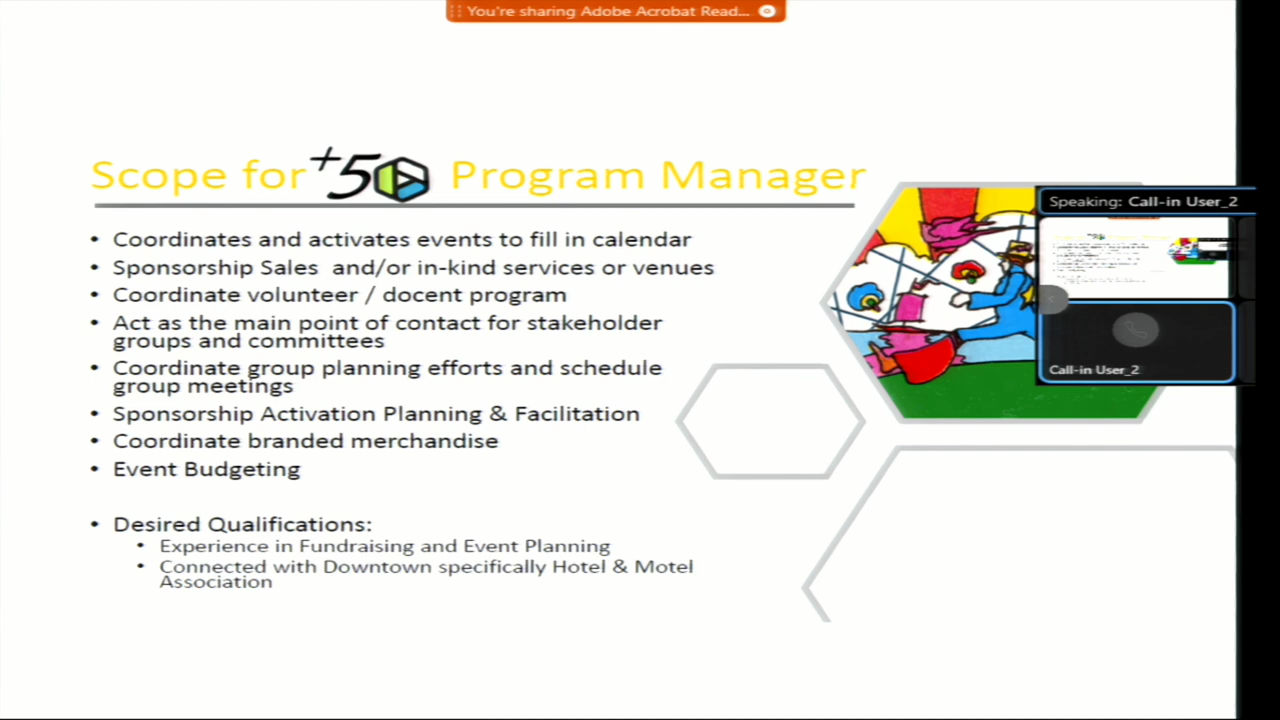 You're sharing Adobe Acrobat Read...
Scope for +50 Program Manager
Speaking: Call-in User_2
• Coordinates and activates events to fill in calendar
• Sponsorship Sales and/or in-kind services or venues
• Coordinate volunteer / docent program
• Act as the main point of contact for stakeholder
groups and committees
• Coordinate group planning efforts and schedule
group meetings
Call-in User_2
• Sponsorship Activation Planning & Facilitation
• Coordinate branded merchandise
• Event Budgeting
• Desired Qualifications:
• Experience in Fundraising and Event Planning
• Connected with Downtown specifically Hotel & Motel
Association